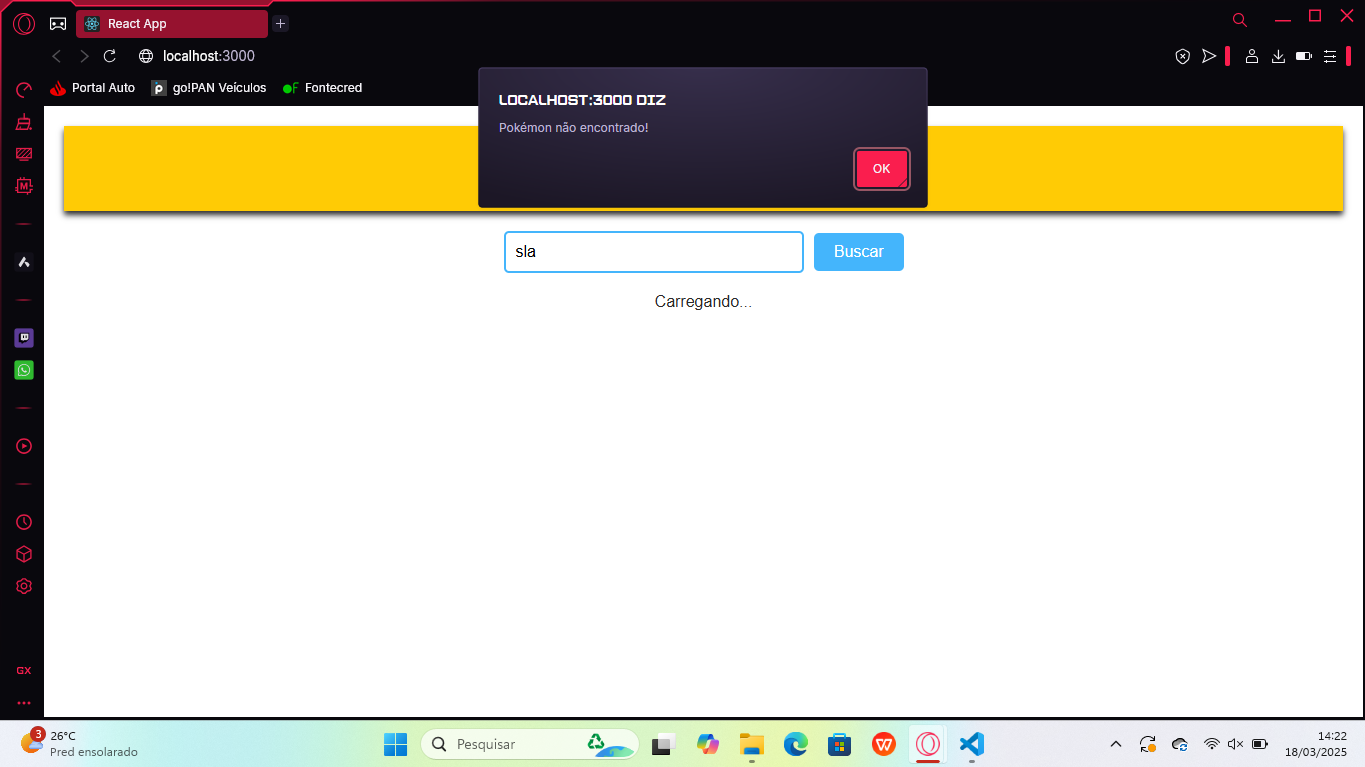 React App
localhost:3000
Portal Auto
go!PAN Veículos
Fontecred
LOCALHOST:3000 DIZ
Pokémon não encontrado!
OK
sla
Buscar
Carregando...
GX
3
26°C
Pred ensolarado
Pesquisar
14:22
18/03/2025